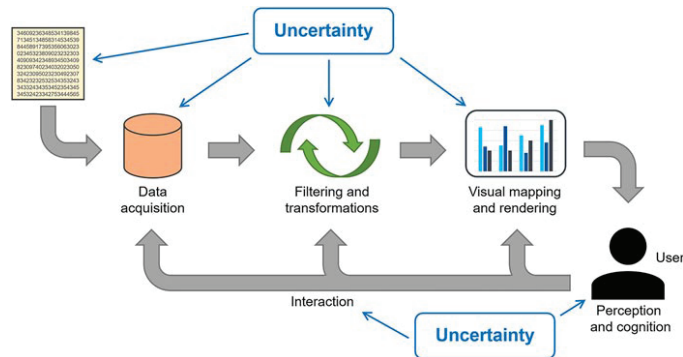 Uncertainty
Data
acquisition
Filtering and
transformations
Visual mapping
and rendering
User
Interaction
Uncertainty
Perception
and cognition